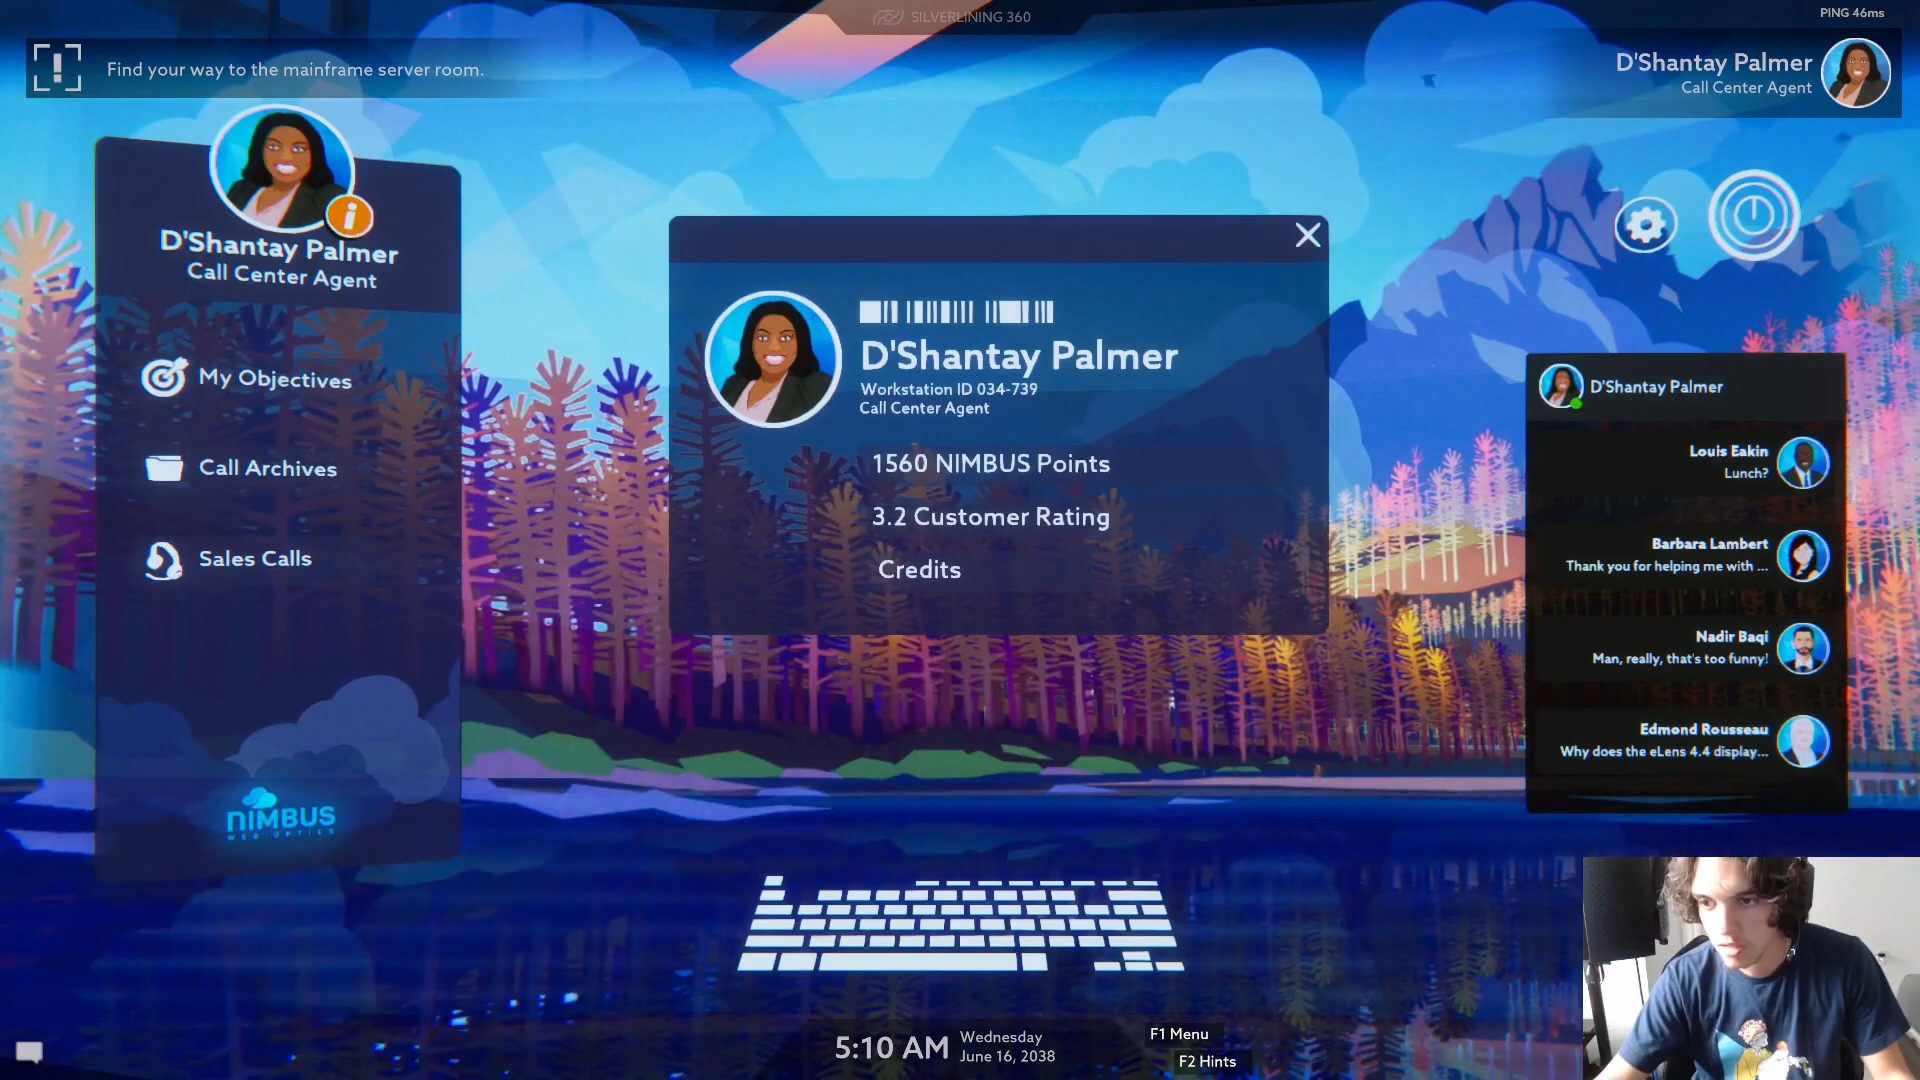 SILVERLINING 360
PING 46ms
Find your way to the mainframe server room.
D'Shantay Palmer
Call Center Agent
D'Shantay Palmer
Call Center Agent
My Objectives
Call Archives
Sales Calls
NIMBUS
WEB OPTICS
D'Shantay Palmer
Workstation ID 034-739
Call Center Agent
1560 NIMBUS Points
3.2 Customer Rating
Credits
D'Shantay Palmer
Louis Eakin
Lunch?
Barbara Lambert
Thank you for helping me with ...
Nadir Baqi
Man, really, that's too funny!
Edmond Rousseau
Why does the eLens 4.4 display...
5:10 AM
Wednesday
June 16, 2038
F1 Menu
F2 Hints